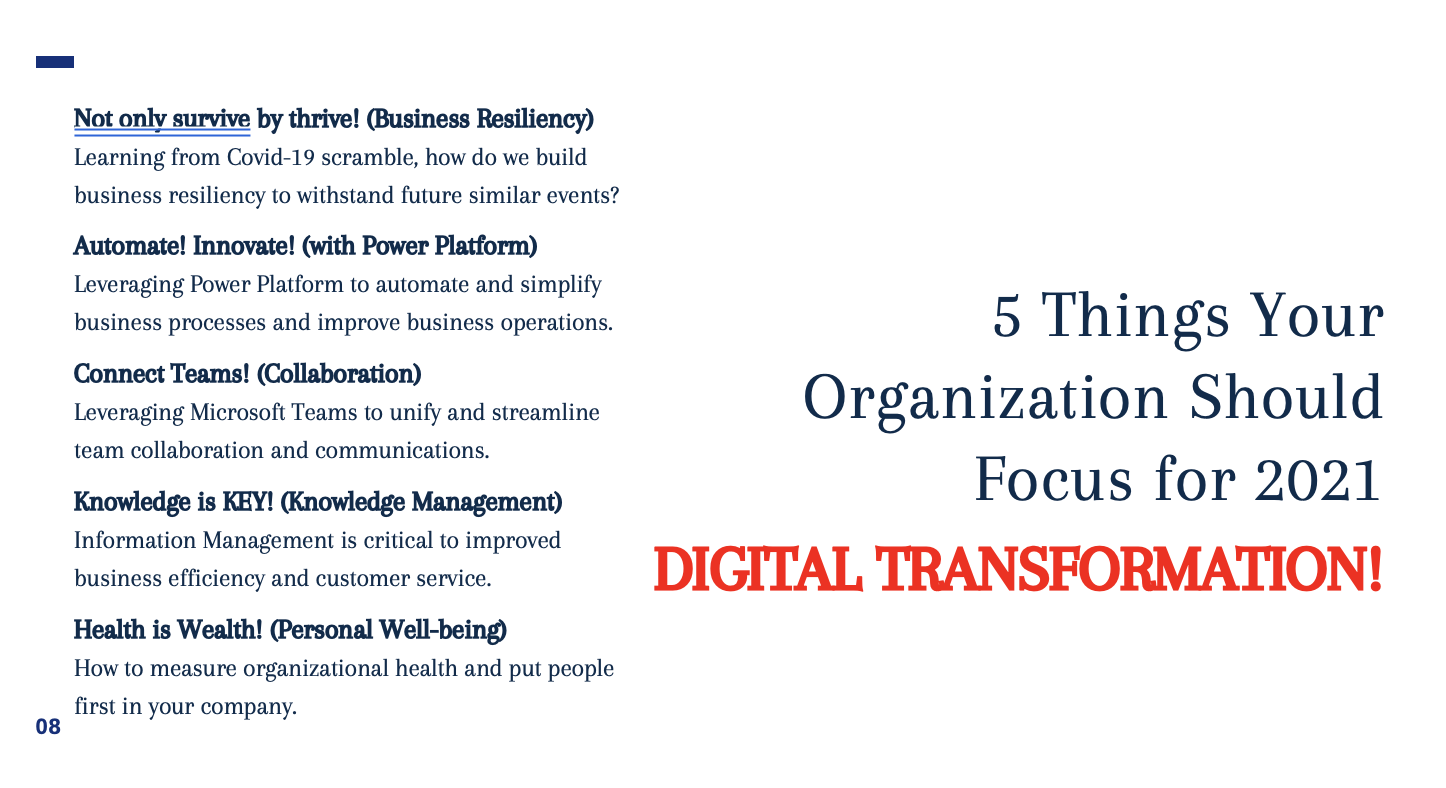 Not only survive by thrive! (Business Resiliency)
Learning from Covid-19 scramble, how do we build
business resiliency to withstand future similar events?
Automate! Innovate! (with Power Platform)
Leveraging Power Platform to automate and simplify
business processes and improve business operations.
Connect Teams! (Collaboration)
Leveraging Microsoft Teams to unify and streamline
team collaboration and communications.
Knowledge is KEY! (Knowledge Management)
Information Management is critical to improved
business efficiency and customer service.
Health is Wealth! (Personal Well-being)
How to measure organizational health and put people
first in your company.
08
5 Things Your
Organization Should
Focus for 2021
DIGITAL TRANSFORMATION!